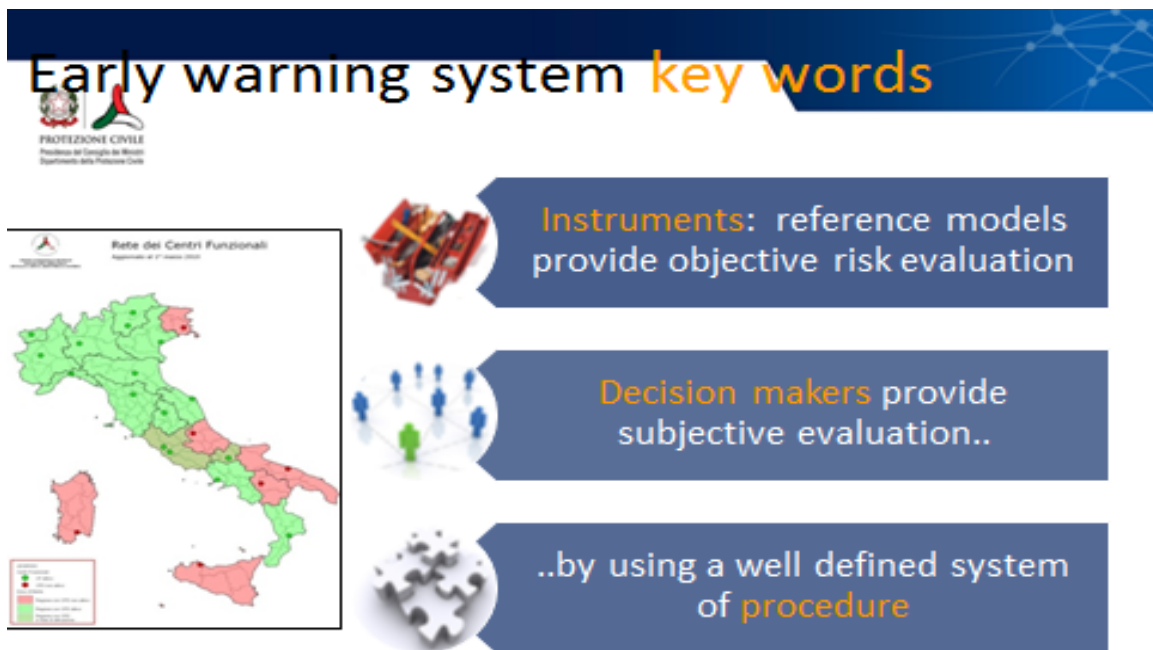 Early warning system key words
PROTEZIONE CIVILE
Presidenza del Consiglio dei Ministri
Dipartimento della Protezione Civile
Rete dei Centri Funzionali
Instruments: reference models
provide objective risk evaluation
Decision makers provide
subjective evaluation..
..by using a well defined system
of procedure